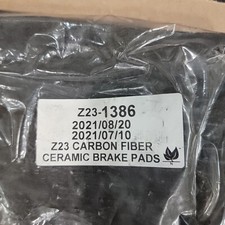 Z23-1386
2021/08/20
2021/07/10
Z23 CARBON FIBER
CERAMIC BRAKE PADS